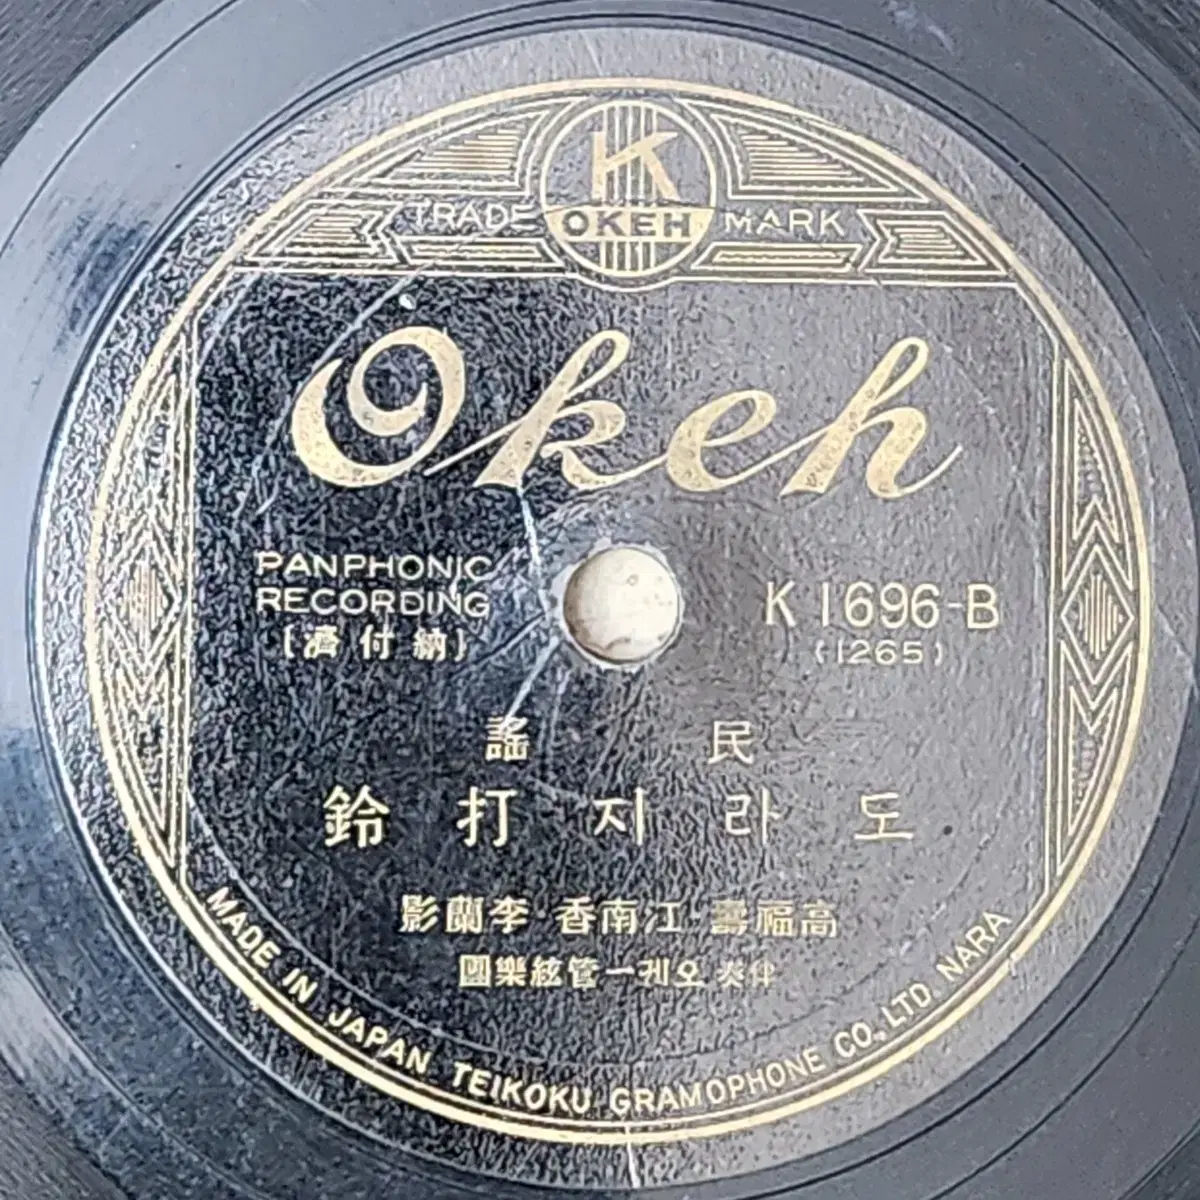 K
TRADE OKEH MARK
Okeh
PANPHONIC
RECORDING
(納付濟)
K1696-B
(1265)
民謠
도라지打鈴
高福壽 江南香 李蘭影
伴奏 오케ー管絃樂團
MADE IN JAPAN TEIKOKU GRAMOPHONE CO., LTD. NARA